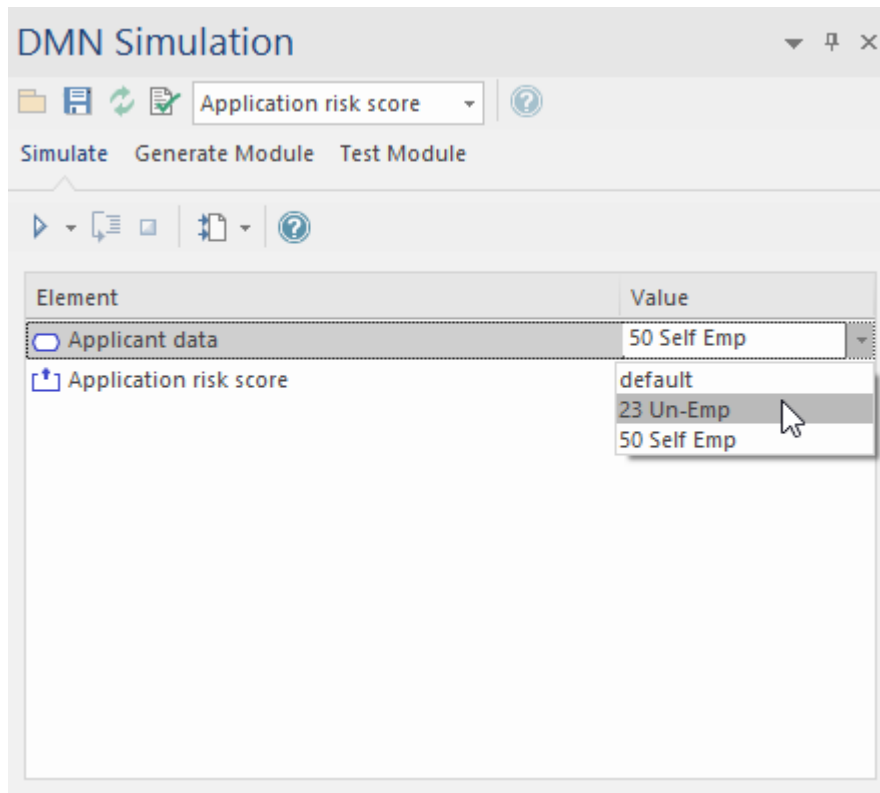 DMN Simulation
Application risk score
Simulate Generate Module Test Module
Element Value
Applicant data 50 Self Emp
Application risk score default
23 Un-Emp
50 Self Emp